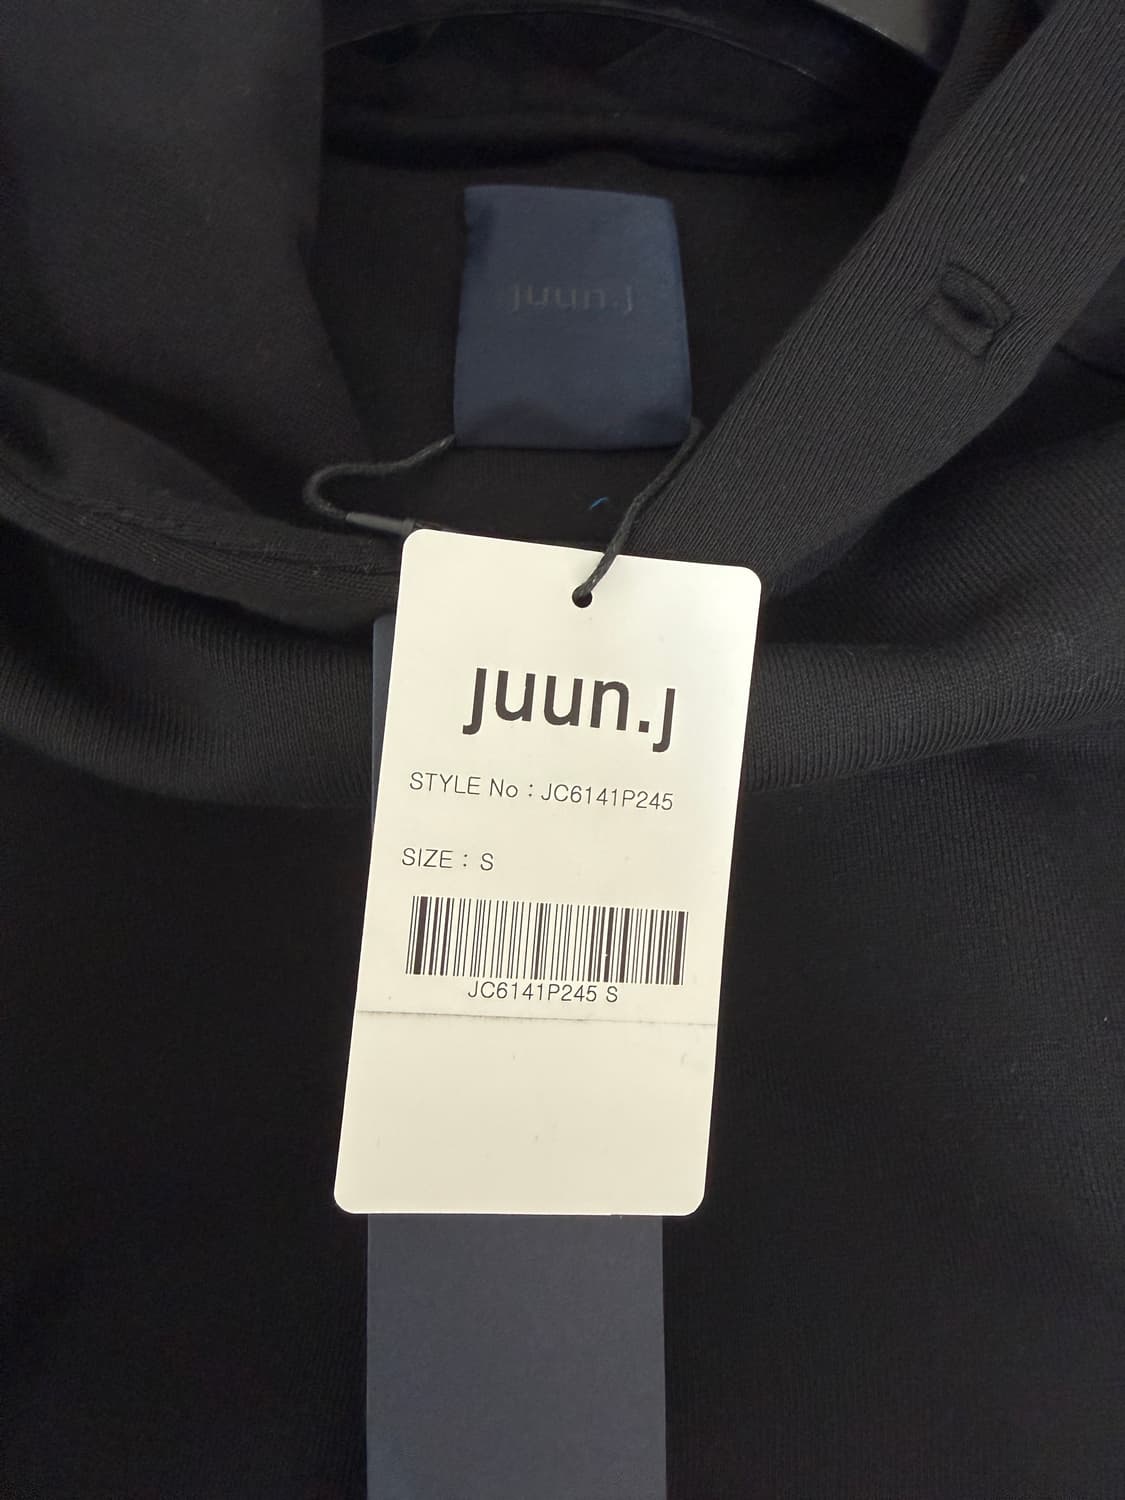 juun.j
juun.j
STYLE No : JC6141P245
SIZE : S
JC6141P245 S